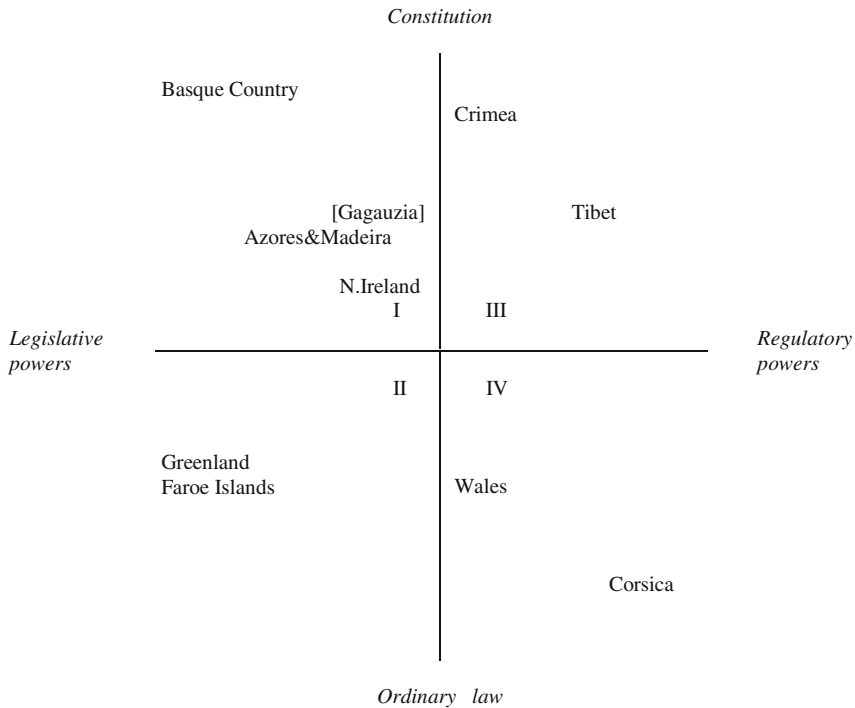 Constitution
Basque Country
Crimea
[Gagauzia]
Tibet
Azores&Madeira
N.Ireland
I
III
Legislative
powers
Regulatory
powers
II
IV
Greenland
Faroe Islands
Wales
Corsica
Ordinary law